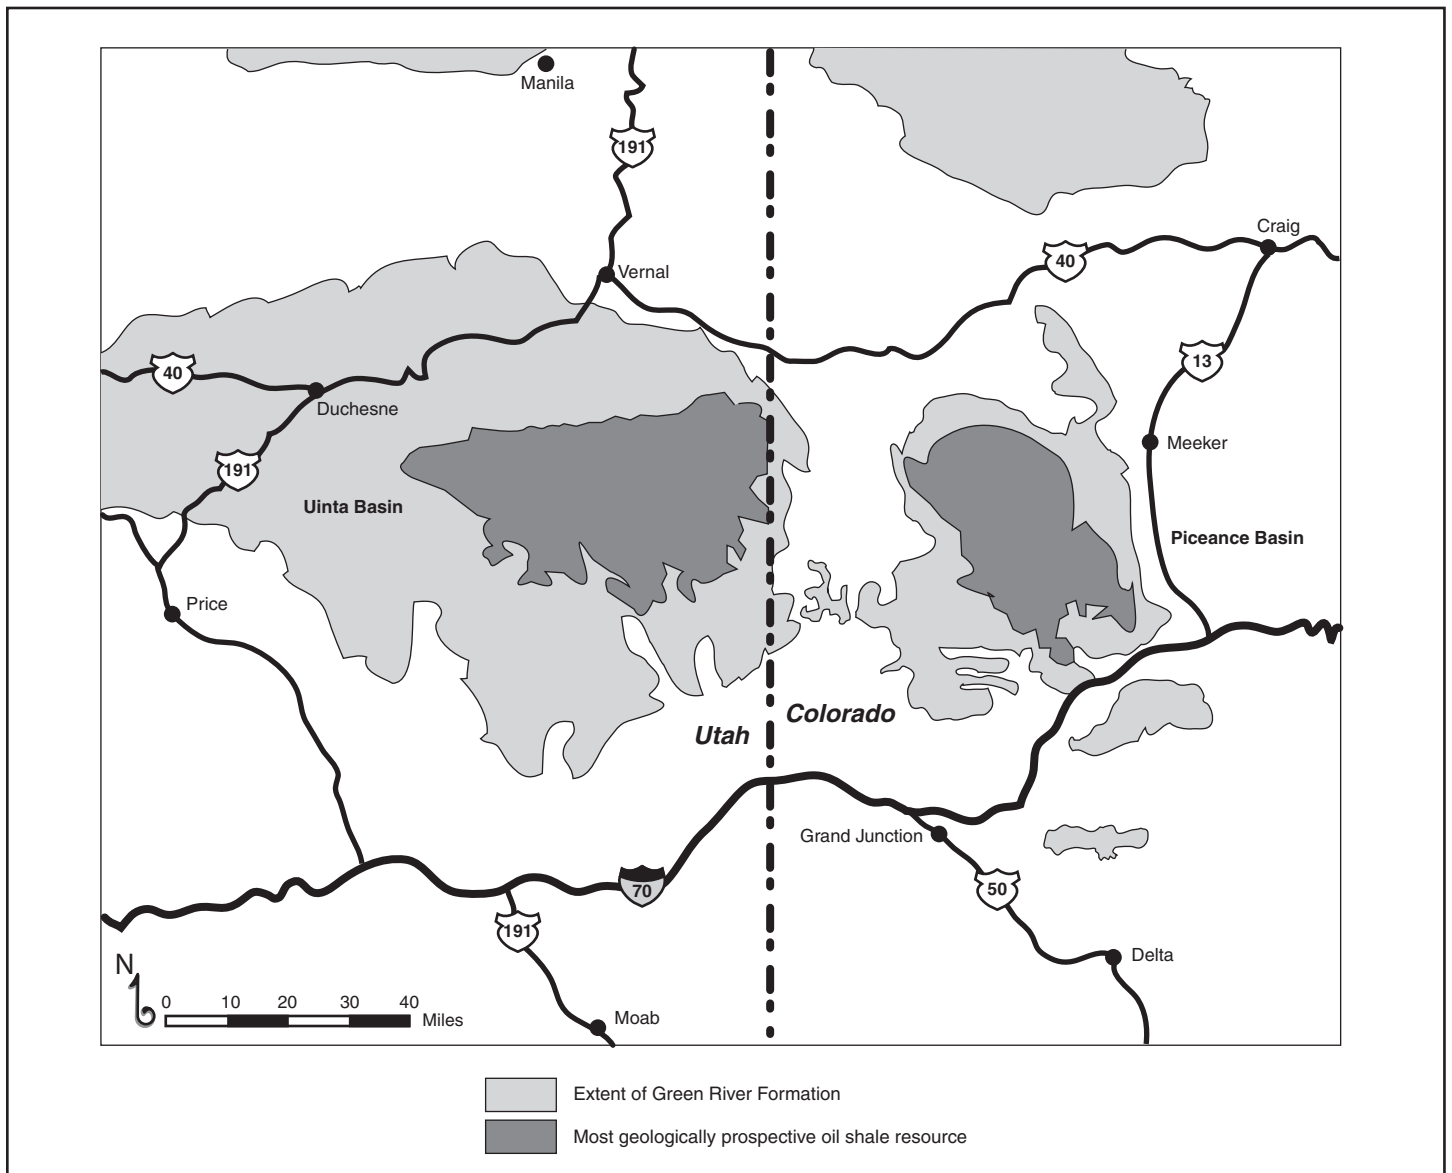 Manila
191
Craig
Vernal
40
13
40
Duchesne
Meeker
191
Uinta Basin
Piceance Basin
Price
Colorado
Utah
Grand Junction
70
50
191
Delta
N
0 10 20 30 40
Miles
Moab
Extent of Green River Formation
Most geologically prospective oil shale resource